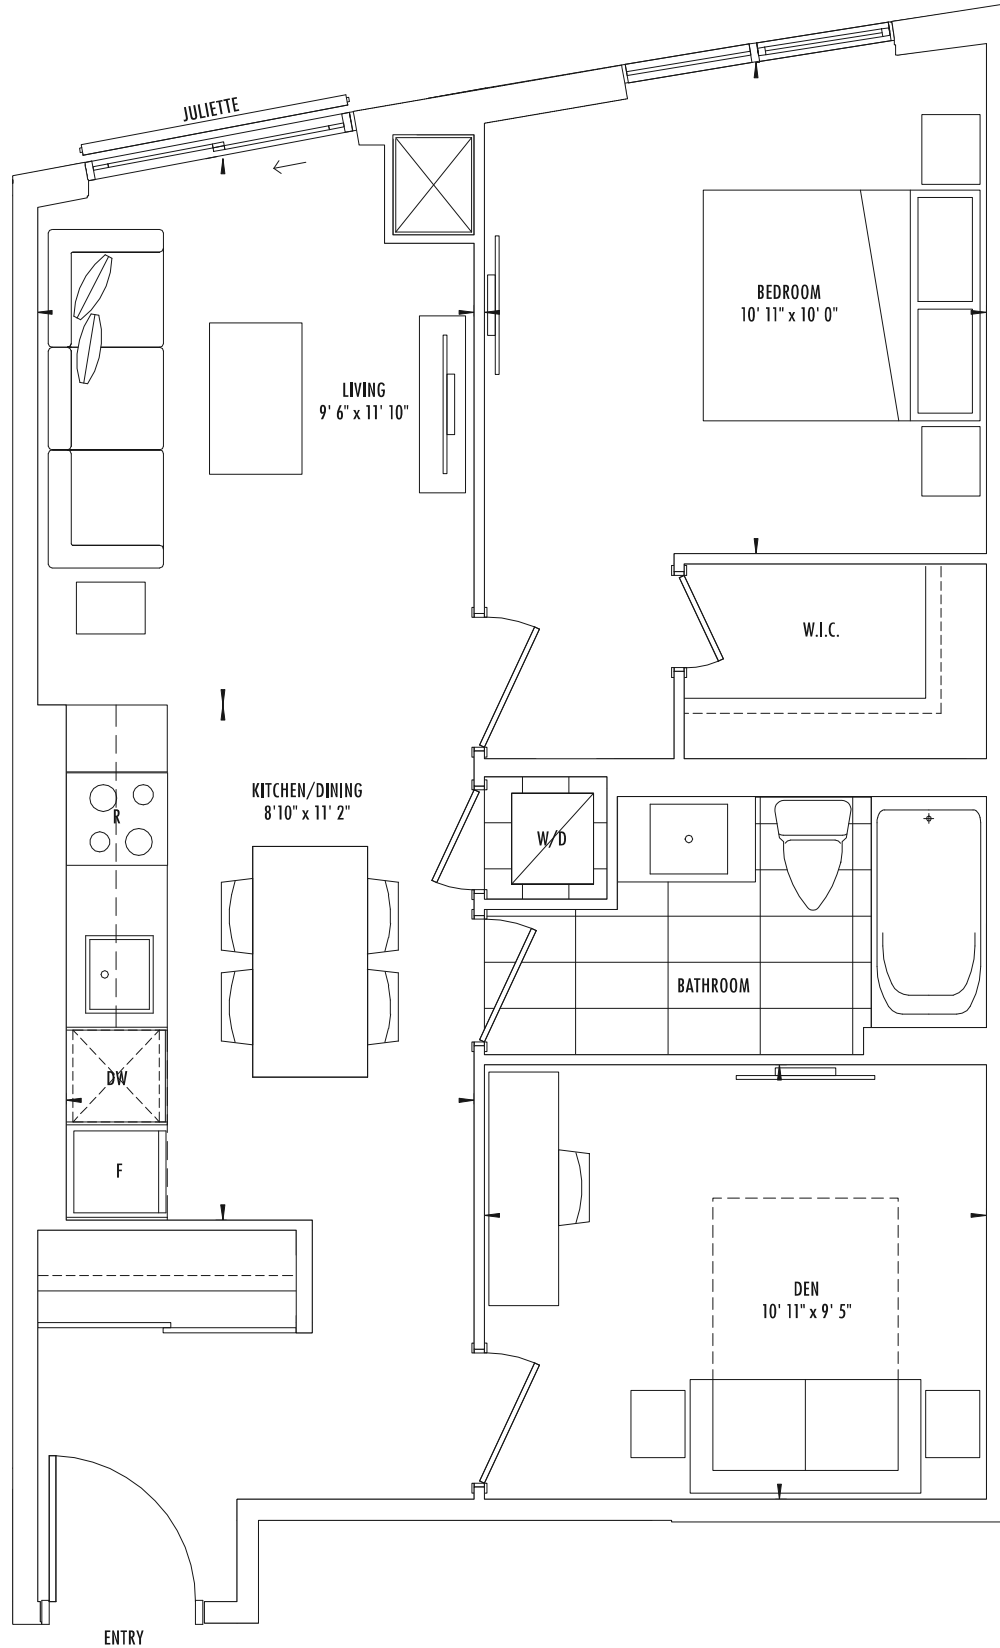 JULIETTE
BEDROOM
10' 11" x 10' 0"
LIVING
9' 6" x 11' 10"
W.I.C.
KITCHEN/DINING
8'10" x 11' 2"
R
W/D
BATHROOM
DW
F
DEN
10' 11" x 9' 5"
ENTRY